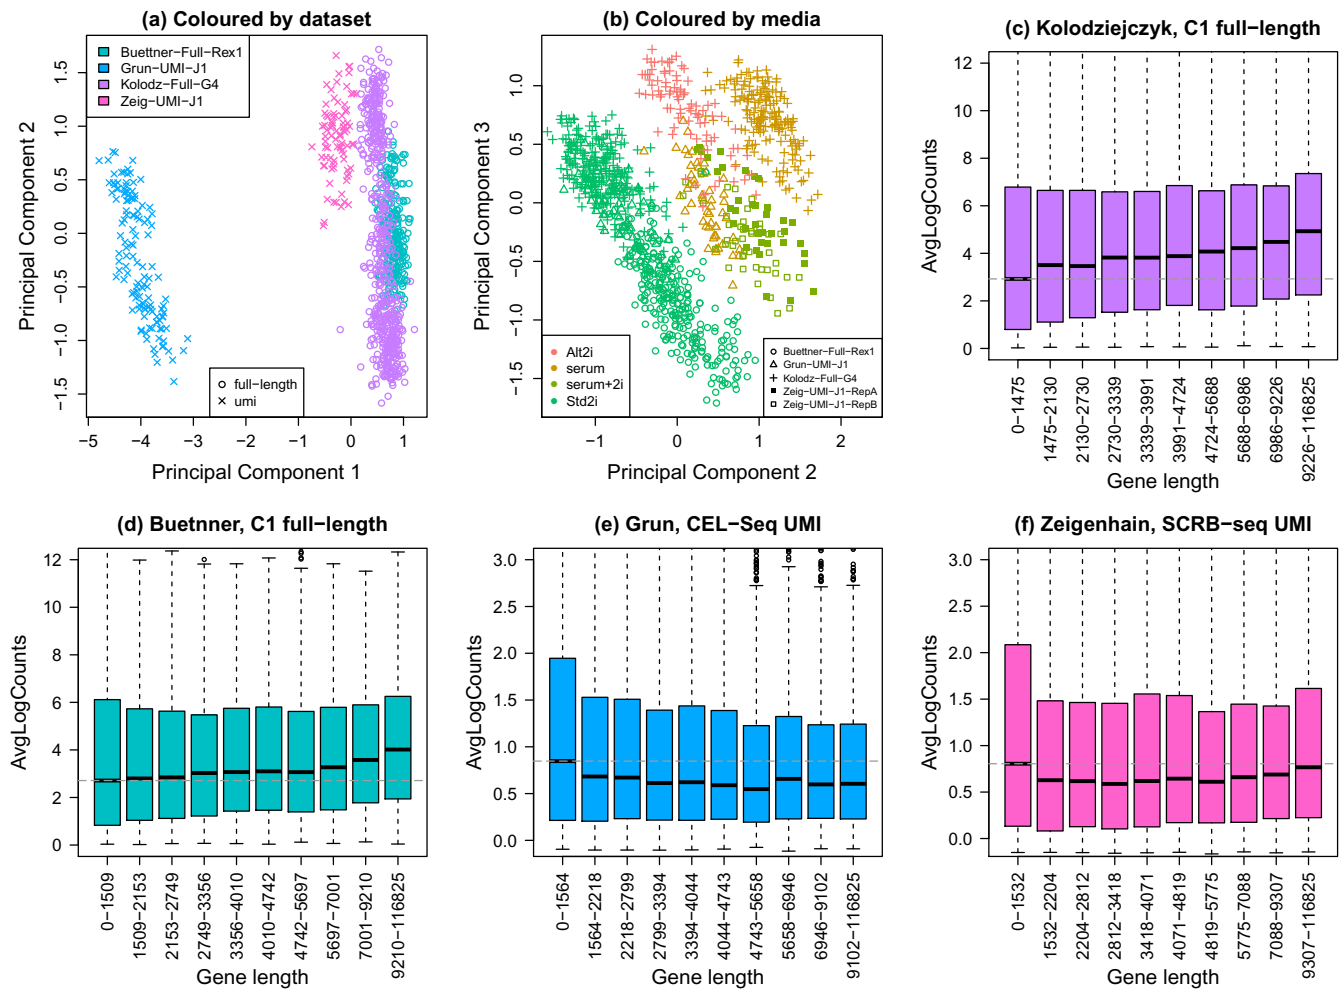 (a) Coloured by dataset
Principal Component 2
1.5
1.0
0.5
0.0
−0.5
−1.0
−1.5
Buettner−Full−Rex1
Grun−UMI−J1
Kolodz−Full−G4
Zeig−UMI−J1
full−length
umi
−5 −4 −3 −2 −1 0 1
Principal Component 1
(b) Coloured by media
Principal Component 3
1.0
0.5
0.0
−0.5
−1.0
−1.5
Alt2i
serum
serum+2i
Std2i
Buettner−Full−Rex1
Grun−UMI−J1
Kolodz−Full−G4
Zeig−UMI−J1−RepA
Zeig−UMI−J1−RepB
−1 0 1 2
Principal Component 2
(c) Kolodziejczyk, C1 full−length
AvgLogCounts
12
10
8
6
4
2
0
0−1475
1475−2130
2130−2730
2730−3339
3339−3991
3991−4724
4724−5688
5688−6986
6986−9226
9226−116825
Gene length
(d) Buetnner, C1 full−length
AvgLogCounts
12
10
8
6
4
2
0
0−1509
1509−2153
2153−2749
2749−3356
3356−4010
4010−4742
4742−5697
5697−7001
7001−9210
9210−116825
Gene length
(e) Grun, CEL−Seq UMI
AvgLogCounts
3.0
2.5
2.0
1.5
1.0
0.5
0.0
0−1564
1564−2218
2218−2799
2799−3394
3394−4044
4044−4743
4743−5658
5658−6946
6946−9102
9102−116825
Gene length
(f) Zeigenhain, SCRB−seq UMI
AvgLogCounts
3.0
2.5
2.0
1.5
1.0
0.5
0.0
0−1532
1532−2204
2204−2812
2812−3418
3418−4071
4071−4819
4819−5775
5775−7088
7088−9307
9307−116825
Gene length